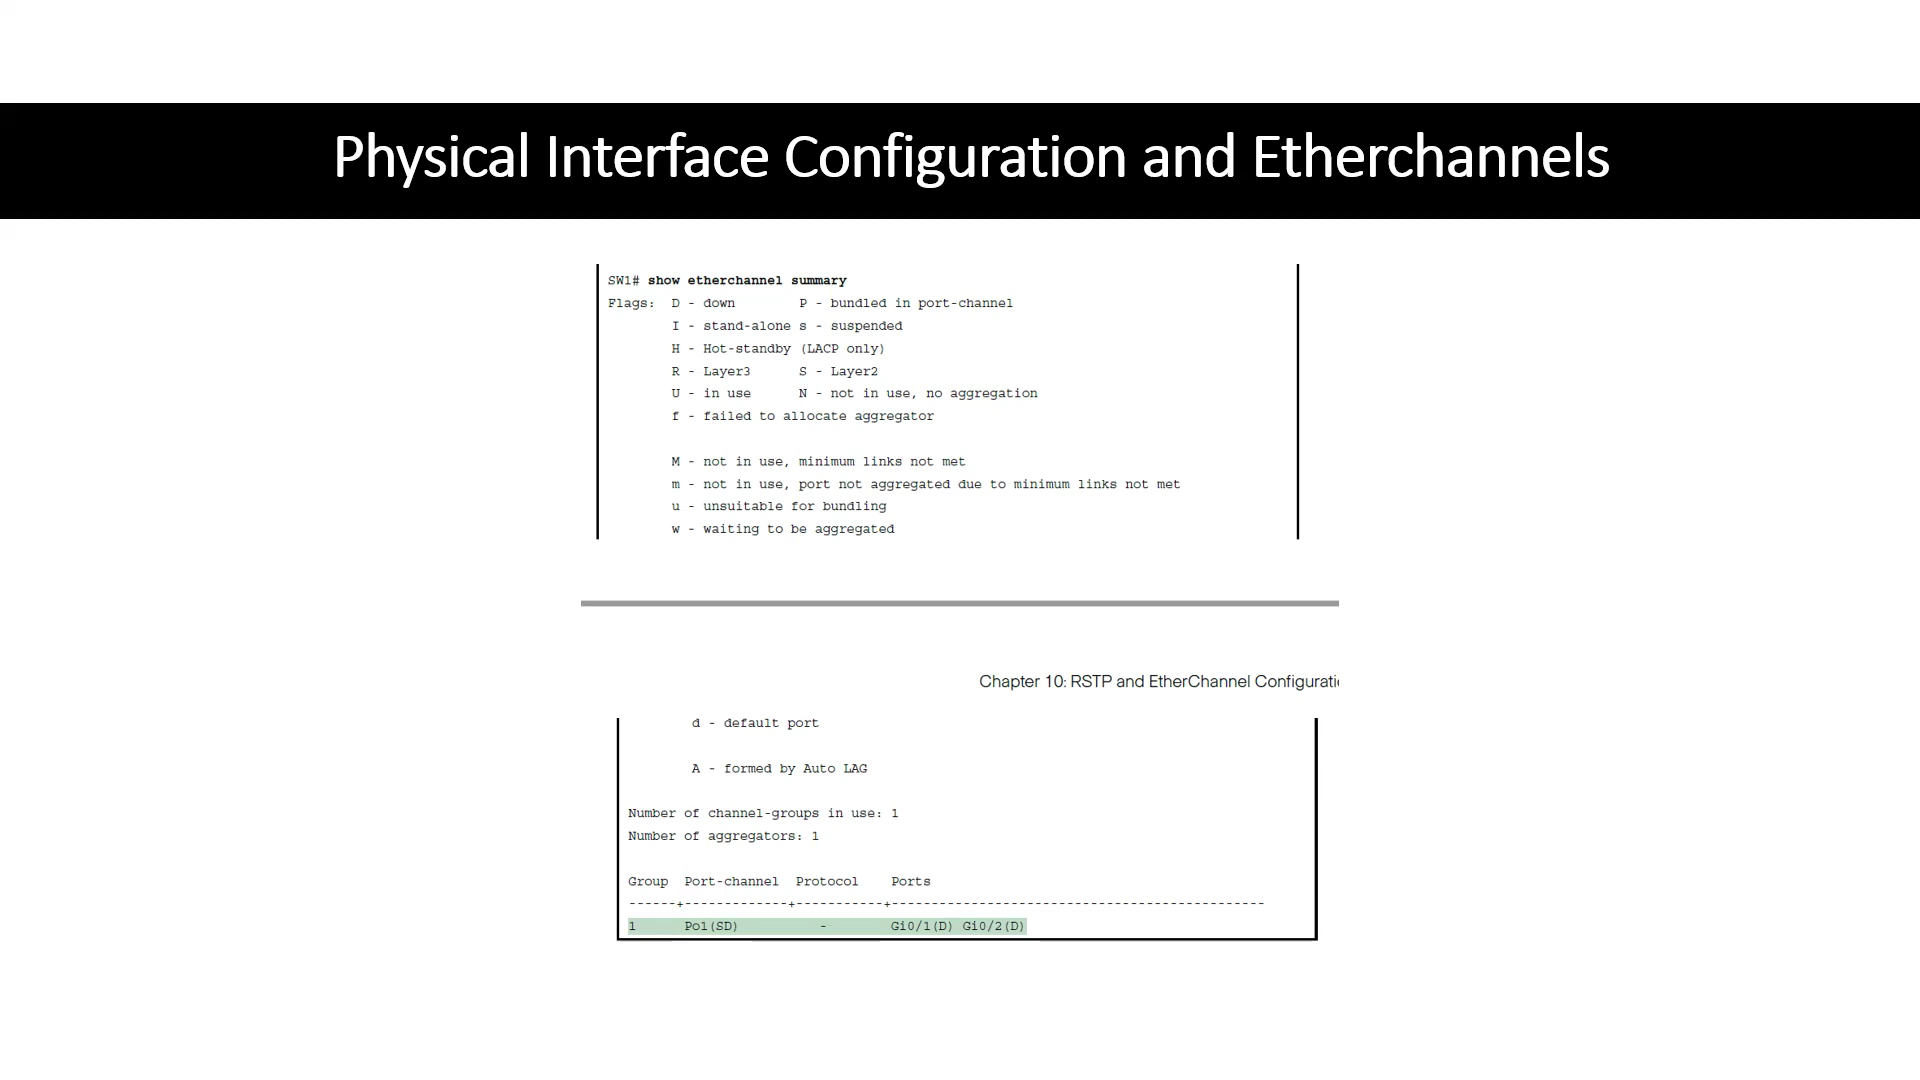 Physical Interface Configuration and Etherchannels
SW1# show etherchannel summary
Flags:  D - down        P - bundled in port-channel
        I - stand-alone s - suspended
        H - Hot-standby (LACP only)
        R - Layer3      S - Layer2
        U - in use      N - not in use, no aggregation
        f - failed to allocate aggregator
        M - not in use, minimum links not met
        m - not in use, port not aggregated due to minimum links not met
        u - unsuitable for bundling
        w - waiting to be aggregated
Chapter 10: RSTP and EtherChannel Configurati
        d - default port
        A - formed by Auto LAG
Number of channel-groups in use: 1
Number of aggregators: 1
Group  Port-channel  Protocol    Ports
------+-------------+-----------+-----------------------------------------------
1      Po1(SD)          -        Gi0/1(D) Gi0/2(D)